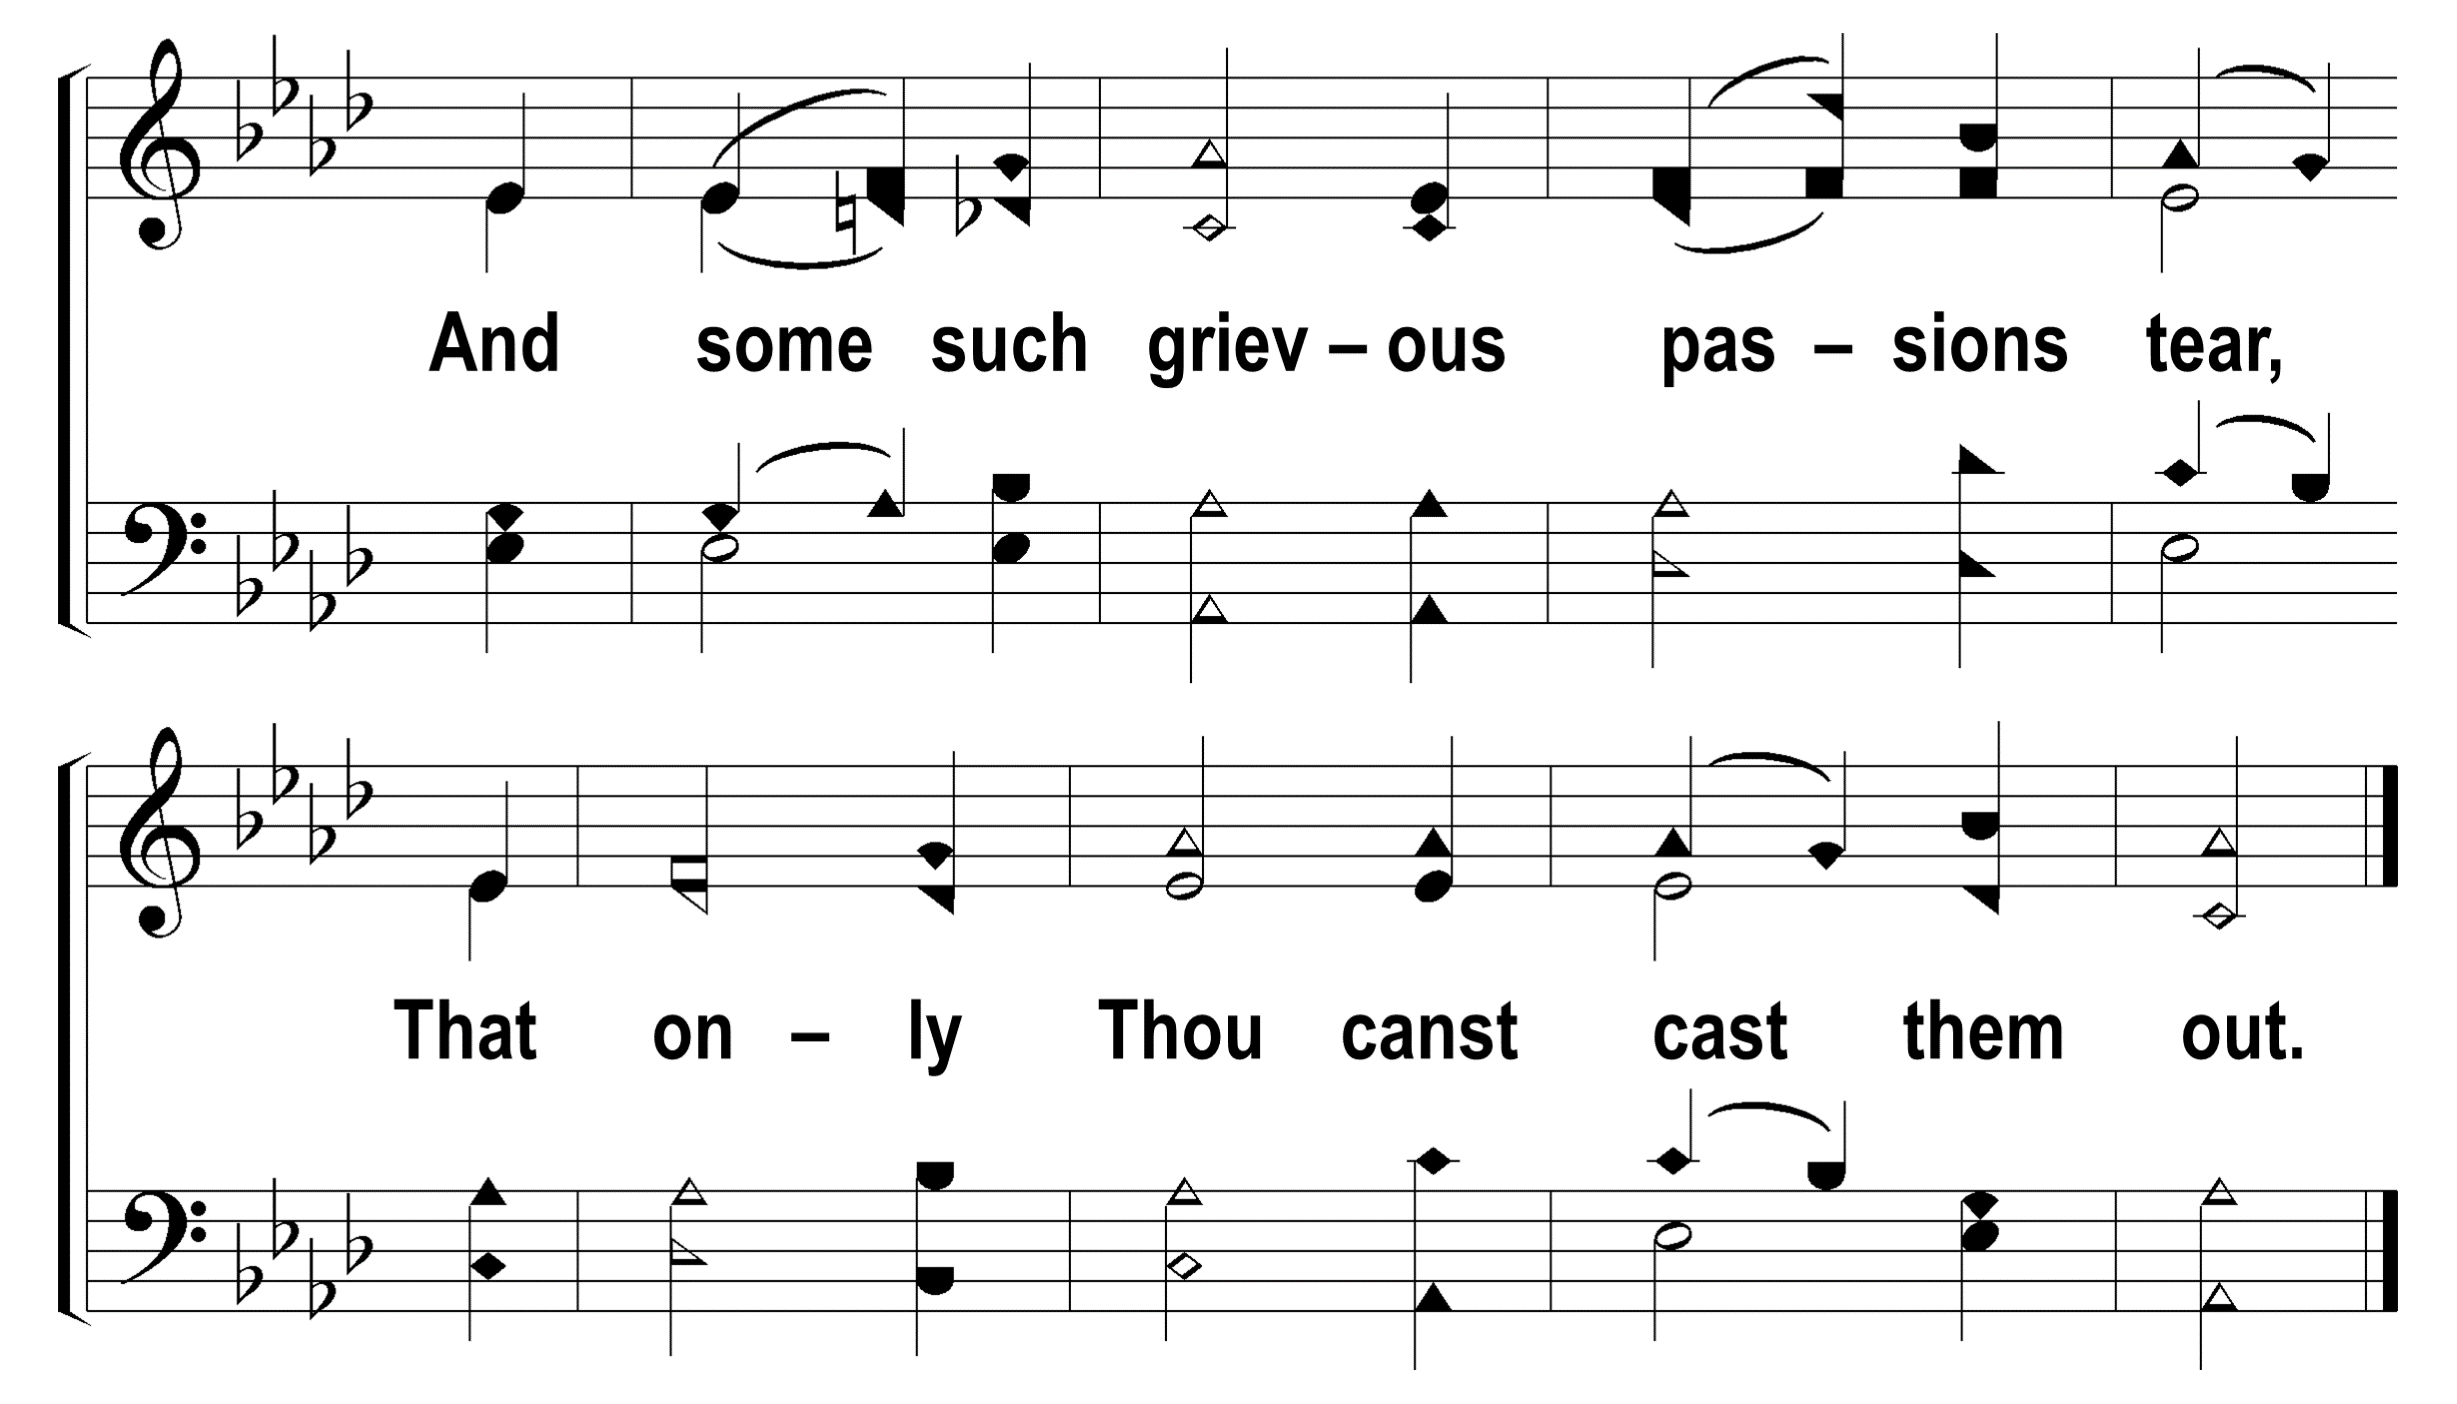 And some such griev – ous pas – sions tear,
That on – ly Thou canst cast them out.